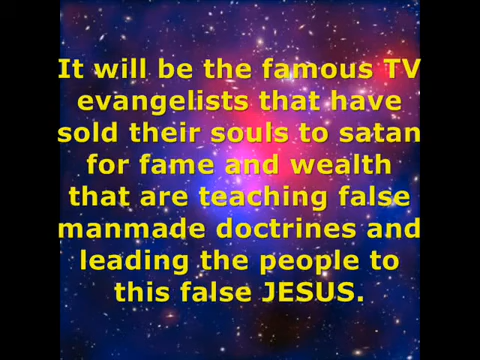 It will be the famous TV
evangelists that have
sold their souls to satan
for fame and wealth
that are teaching false
manmade doctrines and
leading the people to
this false JESUS.